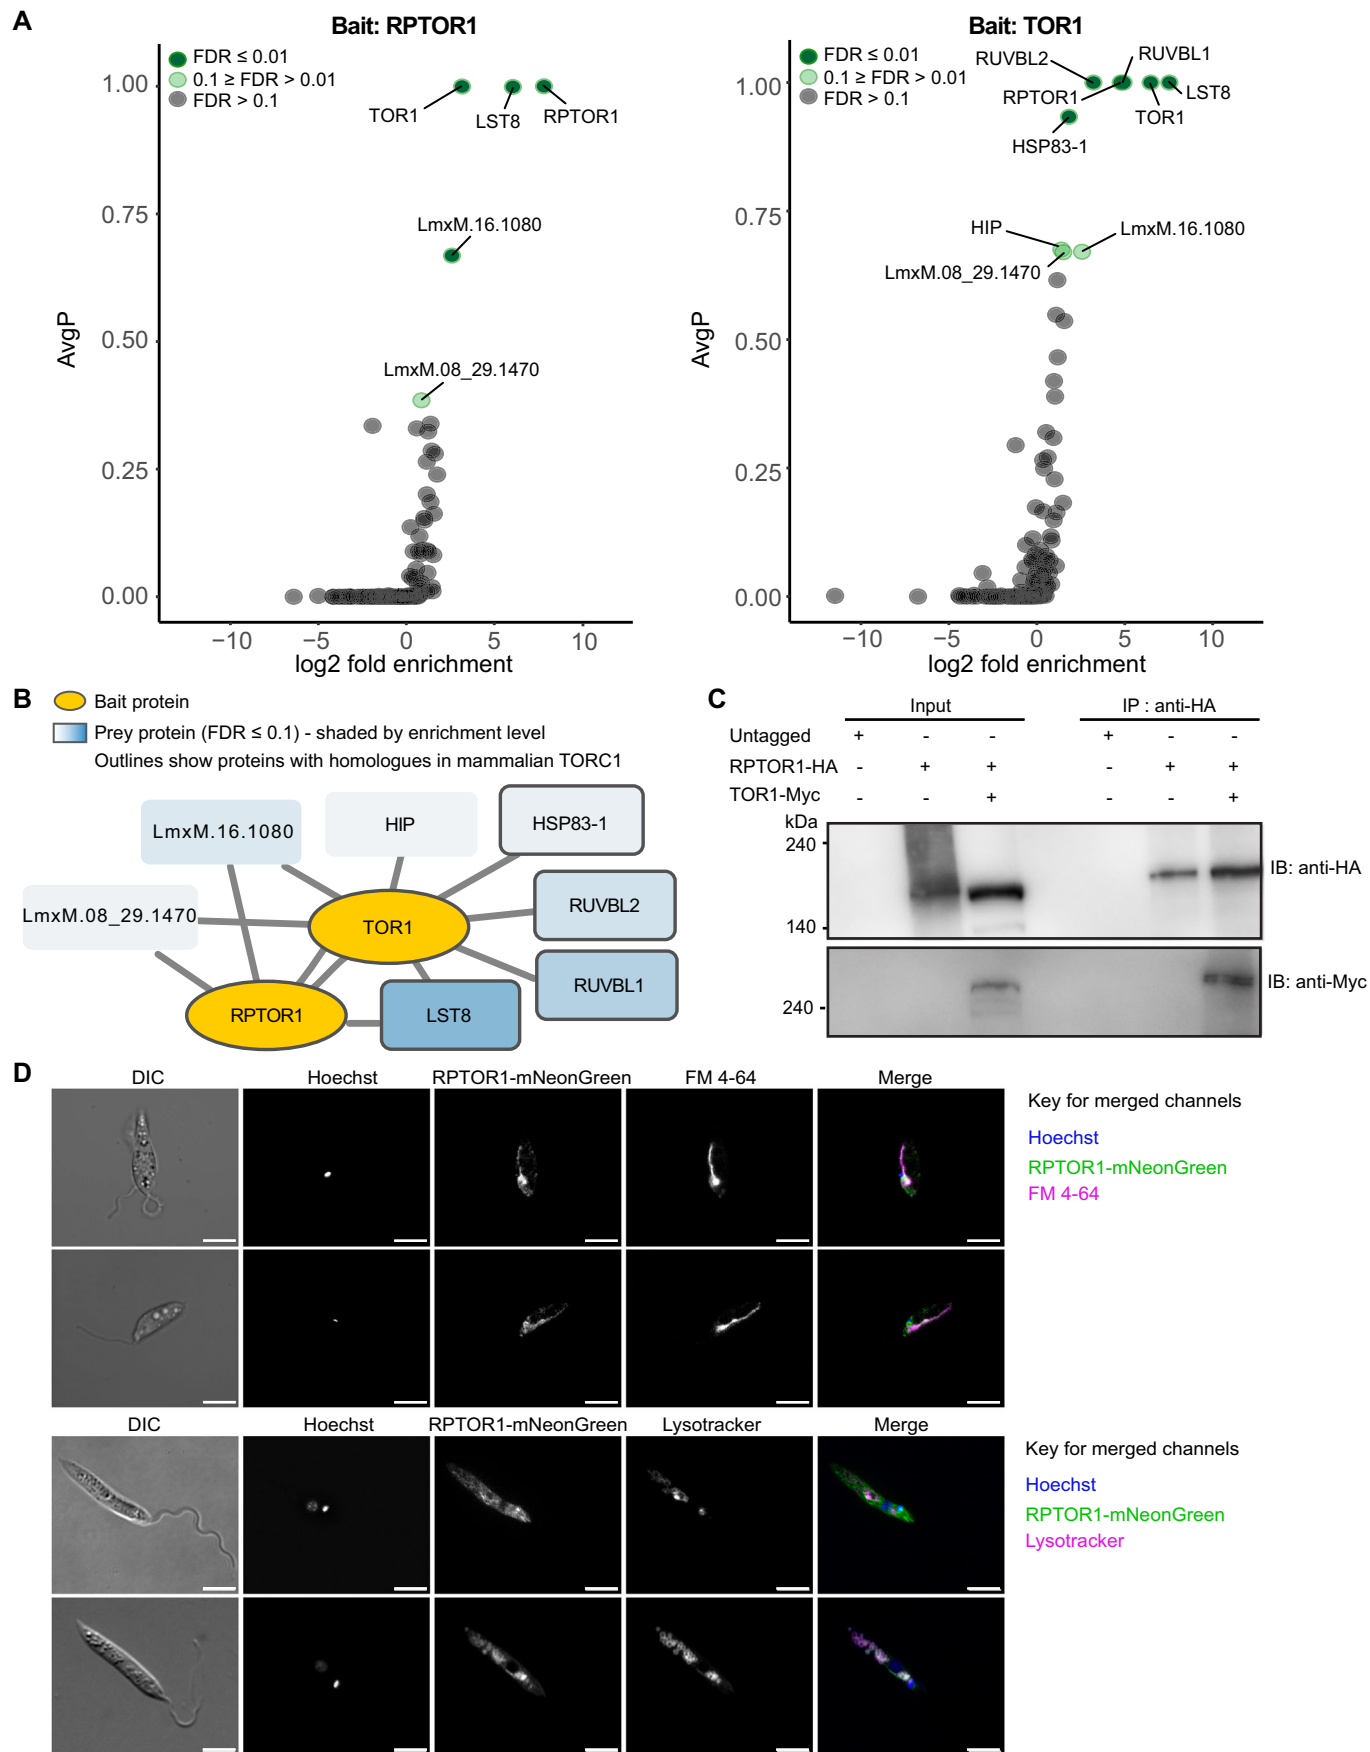 A
Bait: RPTOR1
FDR ≤ 0.01
0.1 ≥ FDR > 0.01
FDR > 0.1
1.00
0.75
0.50
0.25
0.00
AvgP
TOR1
LST8
RPTOR1
LmxM.16.1080
LmxM.08_29.1470
−10
−5
0
5
10
log2 fold enrichment
Bait: TOR1
FDR ≤ 0.01
0.1 ≥ FDR > 0.01
FDR > 0.1
1.00
0.75
0.50
0.25
0.00
AvgP
RUVBL2
RUVBL1
RPTOR1
LST8
TOR1
HSP83-1
HIP
LmxM.16.1080
LmxM.08_29.1470
−10
−5
0
5
10
log2 fold enrichment
B
Bait protein
Prey protein (FDR ≤ 0.1) - shaded by enrichment level
Outlines show proteins with homologues in mammalian TORC1
LmxM.16.1080
HIP
HSP83-1
LmxM.08_29.1470
TOR1
RUVBL2
RUVBL1
RPTOR1
LST8
C
Input
IP : anti-HA
Untagged + - - + - -
RPTOR1-HA - + + - + +
TOR1-Myc - - + - - +
kDa
240
140
IB: anti-HA
240
IB: anti-Myc
D
DIC
Hoechst
RPTOR1-mNeonGreen
FM 4-64
Merge
Key for merged channels
Hoechst
RPTOR1-mNeonGreen
FM 4-64
DIC
Hoechst
RPTOR1-mNeonGreen
Lysotracker
Merge
Key for merged channels
Hoechst
RPTOR1-mNeonGreen
Lysotracker